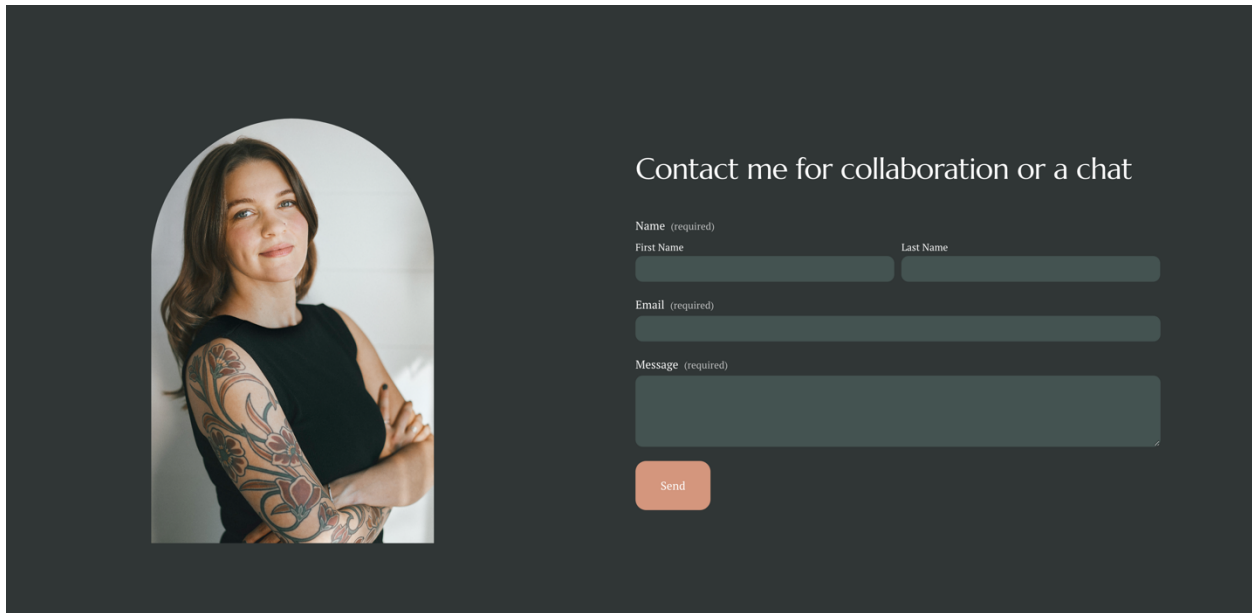 Contact me for collaboration or a chat
Name (required)
First Name Last Name
Email (required)
Message (required)
Send